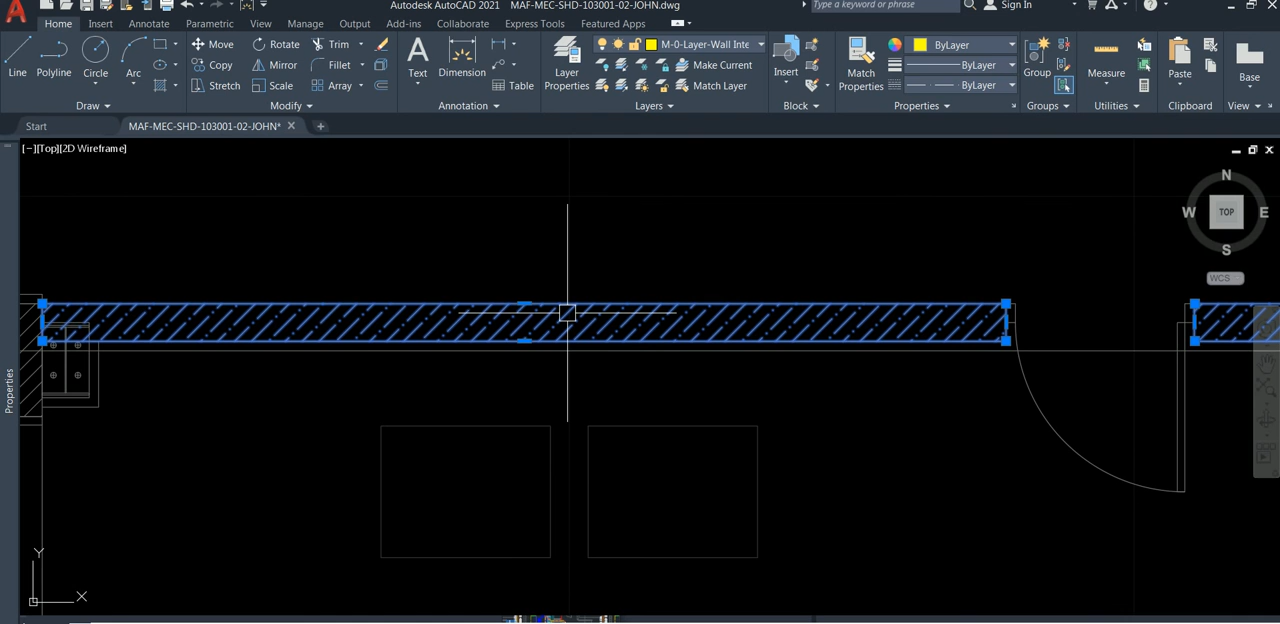 Autodesk AutoCAD 2021 MAF-MEC-SHD-103001-02-JOHN.dwg Type a keyword or phrase Sign In
Home Insert Annotate Parametric View Manage Output Add-ins Collaborate Express Tools Featured Apps
Line Polyline Circle Arc
Move Rotate Trim
Copy Mirror Fillet
Stretch Scale Array
Text Dimension Table
Layer Properties
M-0-Layer-Wall Inte
Make Current
Match Layer
Insert
Match Properties
ByLayer
ByLayer
ByLayer
Group Measure Paste Base
Draw Modify Annotation Layers Block Properties Groups Utilities Clipboard View
Start MAF-MEC-SHD-103001-02-JOHN*
[−][Top][2D Wireframe]
N
W TOP E
S
WCS
Properties
Y
X